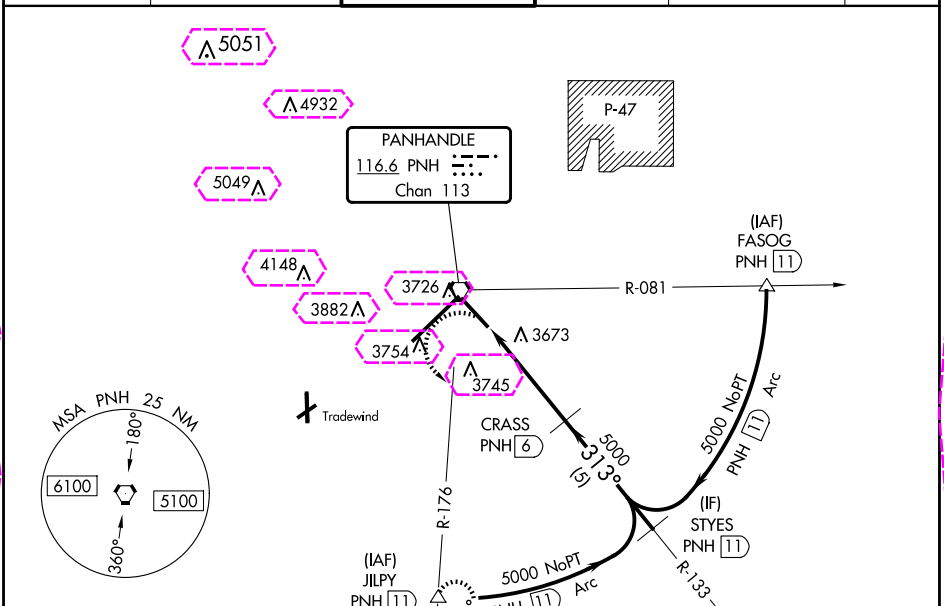 5051
4932
P-47
PANHANDLE
116.6 PNH
Chan 113
5049
(IAF)
FASOG
PNH 11
4148
3726
R-081
3882
3673
3754
3745
Tradewind
MSA PNH 25 NM
180°
6100
5100
360°
CRASS
PNH 6
5000
313°
(5)
5000 NoPT
PNH 11 Arc
R-176
(IF)
STYES
PNH 11
(IAF)
JILPY
PNH 11
5000 NoPT
PNH 11 Arc
R-133